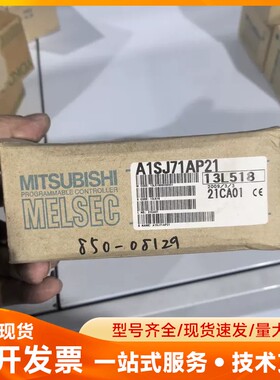 MITSUBISHI
PROGRAMMABLE CONTROLLER
MELSEC
A1SJ71AP21
13L518
21CA01 CE
850-08129
现货
开发票
型号齐全/现货速发/量大
一站式服务·技术